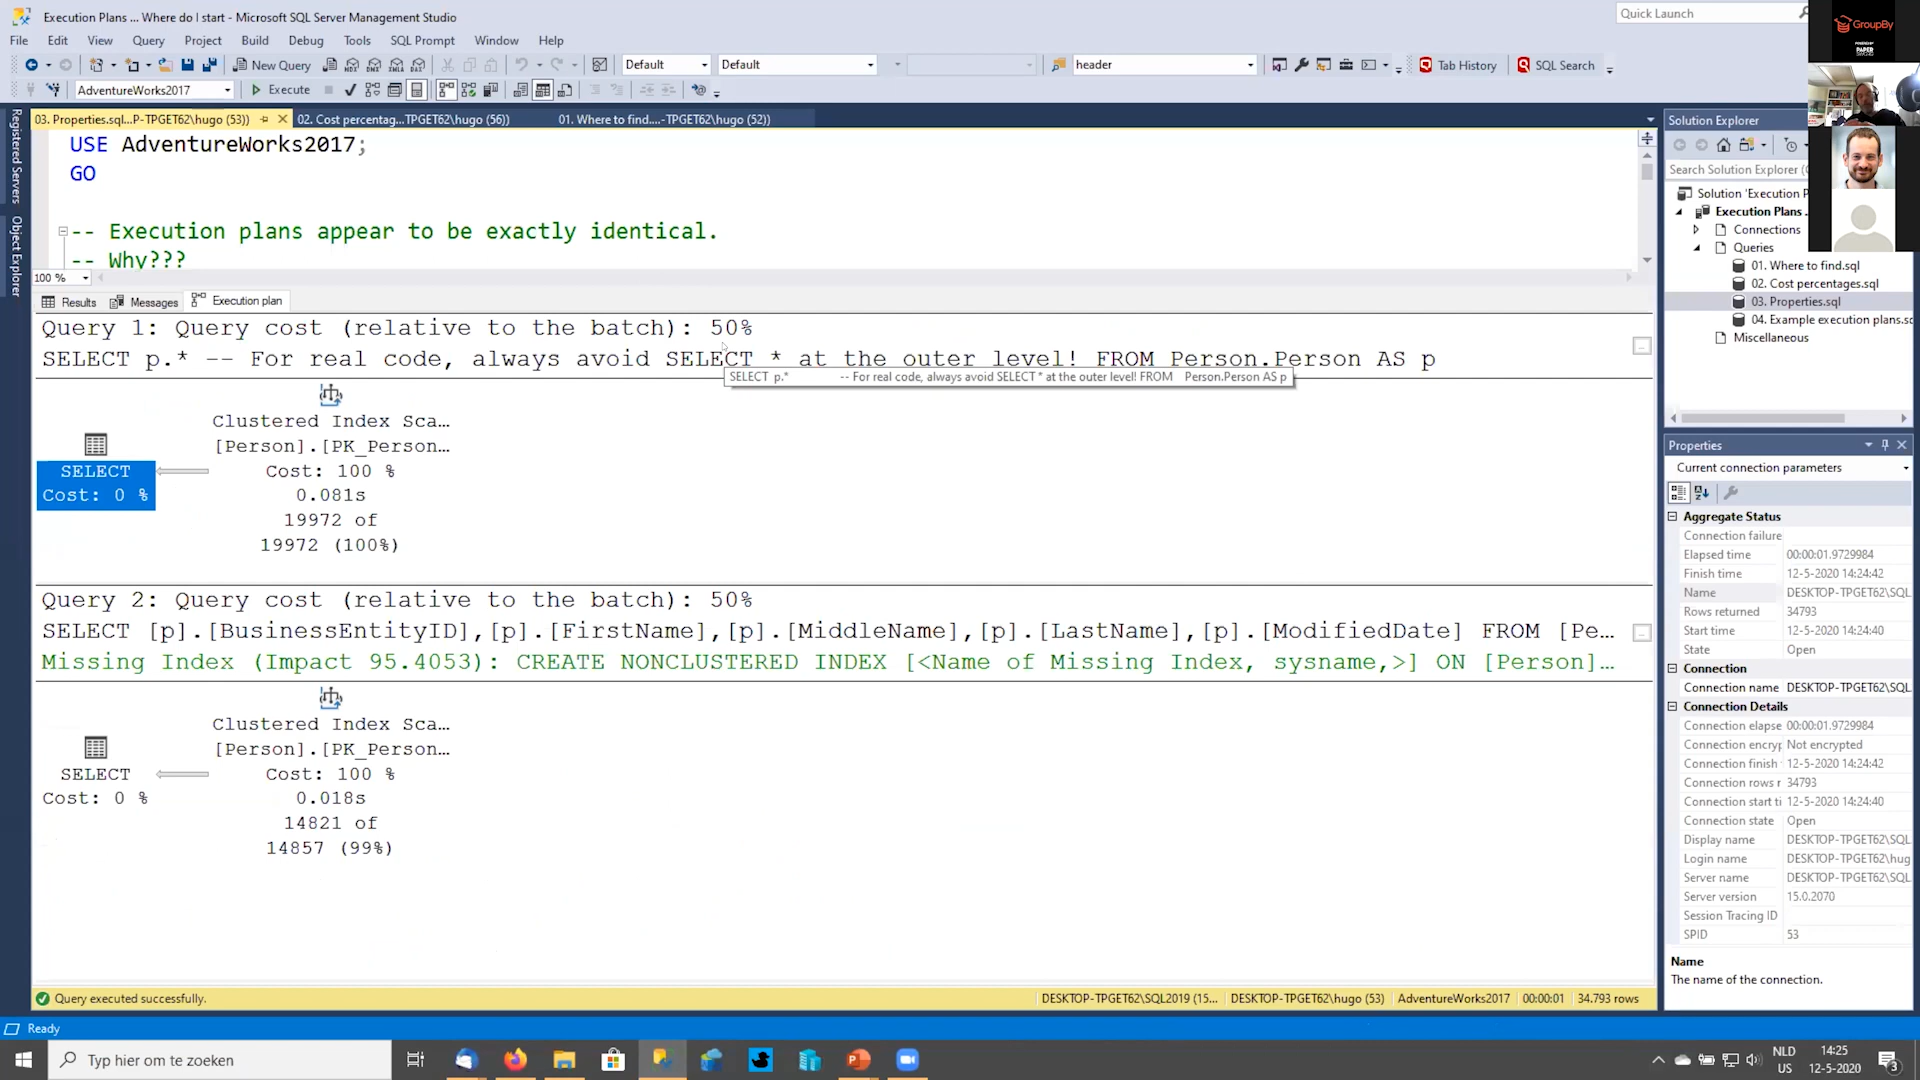 Execution Plans ... Where do I start - Microsoft SQL Server Management Studio
Quick Launch
GroupBy
File Edit View Query Project Build Debug Tools SQL Prompt Window Help
New Query
MDX DMX XMLA DAX
Default
Default
header
Tab History
SQL Search
AdventureWorks2017
Execute
03. Properties.sql...P-TPGET62\hugo (53))
02. Cost percentag...TPGET62\hugo (56))
01. Where to find....-TPGET62\hugo (52))
Registered Servers
Object Explorer
USE AdventureWorks2017;
GO
-- Execution plans appear to be exactly identical.
-- Why???
100 %
Results Messages Execution plan
Query 1: Query cost (relative to the batch): 50%
SELECT p.* -- For real code, always avoid SELECT * at the outer level! FROM Person.Person AS p
SELECT p.* -- For real code, always avoid SELECT * at the outer level! FROM Person.Person AS p
SELECT
Cost: 0 %
Clustered Index Sca...
[Person].[PK_Person...
Cost: 100 %
0.081s
19972 of
19972 (100%)
Query 2: Query cost (relative to the batch): 50%
SELECT [p].[BusinessEntityID],[p].[FirstName],[p].[MiddleName],[p].[LastName],[p].[ModifiedDate] FROM [Pe...
Missing Index (Impact 95.4053): CREATE NONCLUSTERED INDEX [<Name of Missing Index, sysname,>] ON [Person]...
SELECT
Cost: 0 %
Clustered Index Sca...
[Person].[PK_Person...
Cost: 100 %
0.018s
14821 of
14857 (99%)
Query executed successfully.
DESKTOP-TPGET62\SQL2019 (15...
DESKTOP-TPGET62\hugo (53)
AdventureWorks2017
00:00:01
34.793 rows
Solution Explorer
Search Solution Explorer (
Solution 'Execution P
Execution Plans .
Connections
Queries
01. Where to find.sql
02. Cost percentages.sql
03. Properties.sql
04. Example execution plans.sc
Miscellaneous
Properties
Current connection parameters
Aggregate Status
Connection failure
Elapsed time 00:00:01.9729984
Finish time 12-5-2020 14:24:42
Name DESKTOP-TPGET62\SQL
Rows returned 34793
Start time 12-5-2020 14:24:40
State Open
Connection
Connection name DESKTOP-TPGET62\SQL
Connection Details
Connection elapse 00:00:01.9729984
Connection encryp Not encrypted
Connection finish 12-5-2020 14:24:42
Connection rows r 34793
Connection start ti 12-5-2020 14:24:40
Connection state Open
Display name DESKTOP-TPGET62\SQL
Login name DESKTOP-TPGET62\hug
Server name DESKTOP-TPGET62\SQL
Server version 15.0.2070
Session Tracing ID
SPID 53
Name
The name of the connection.
Ready
Typ hier om te zoeken
NLD
US
14:25
12-5-2020
3